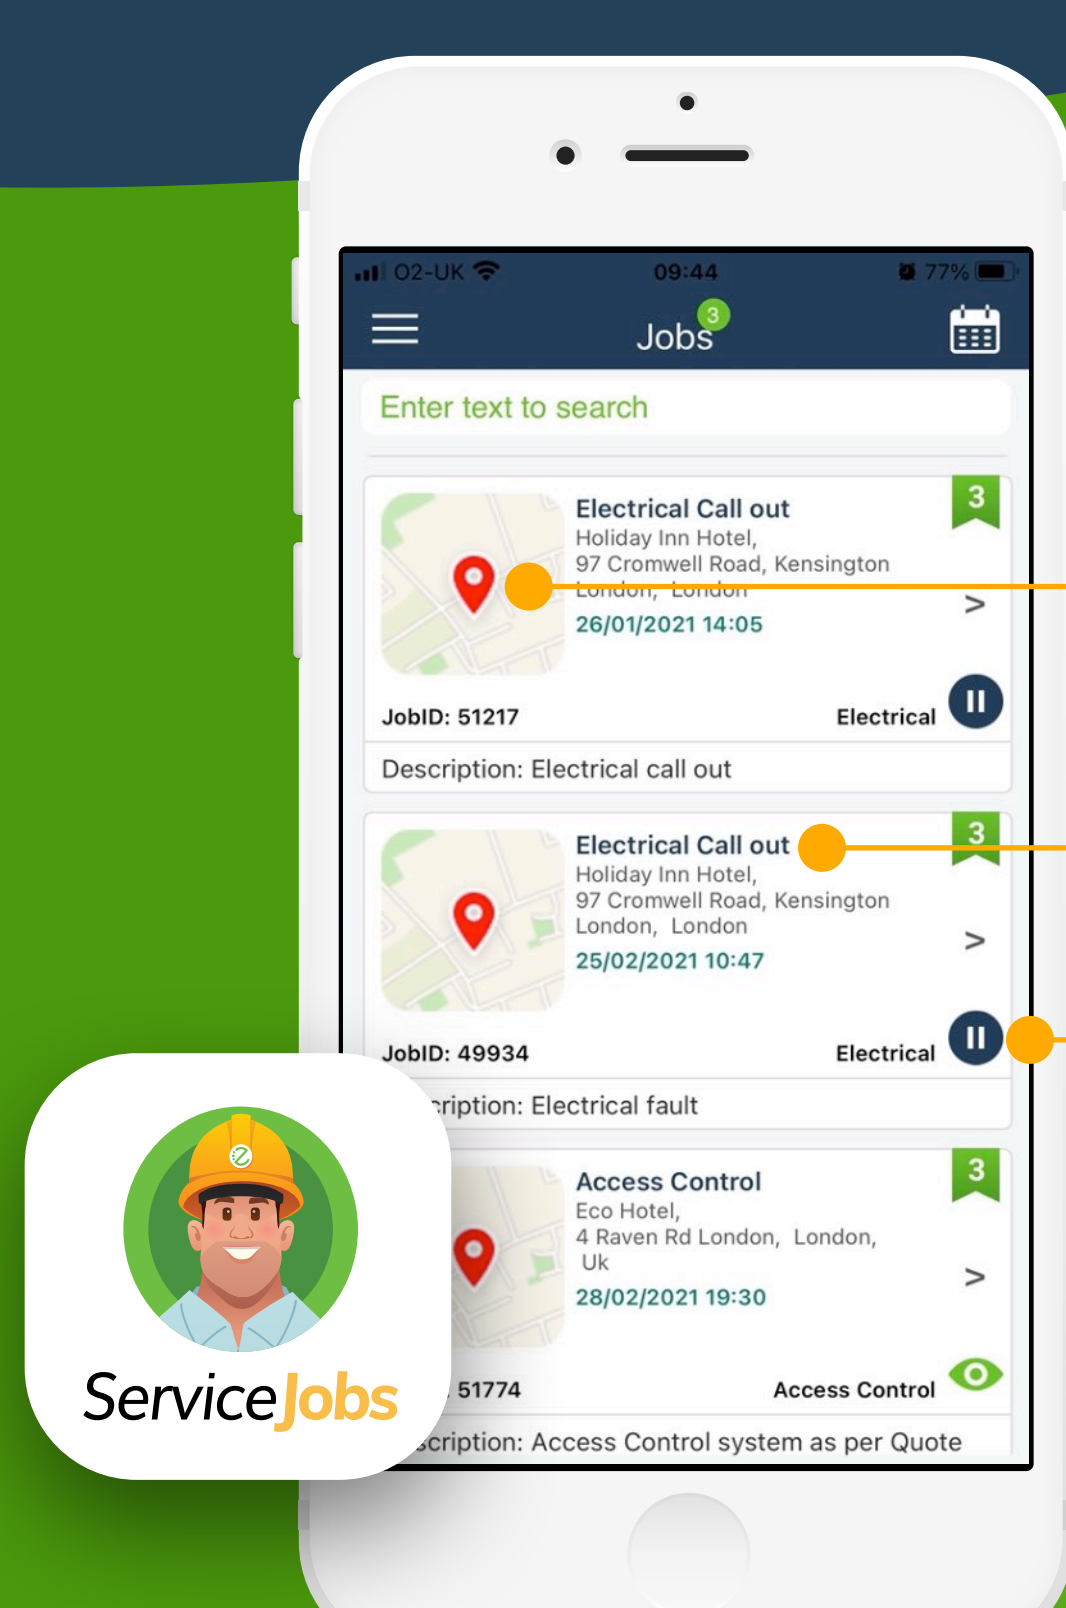 O2-UK
09:44
77%
Jobs
3
Enter text to search
Electrical Call out
3
Holiday Inn Hotel,
97 Cromwell Road, Kensington
London, London
26/01/2021 14:05
>
JobID: 51217
Electrical
Description: Electrical call out
Electrical Call out
3
Holiday Inn Hotel,
97 Cromwell Road, Kensington
London, London
25/02/2021 10:47
>
JobID: 49934
Electrical
cription: Electrical fault
Access Control
3
Eco Hotel,
4 Raven Rd London, London,
Uk
28/02/2021 19:30
>
51774
Access Control
scription: Access Control system as per Quote
ServiceJobs